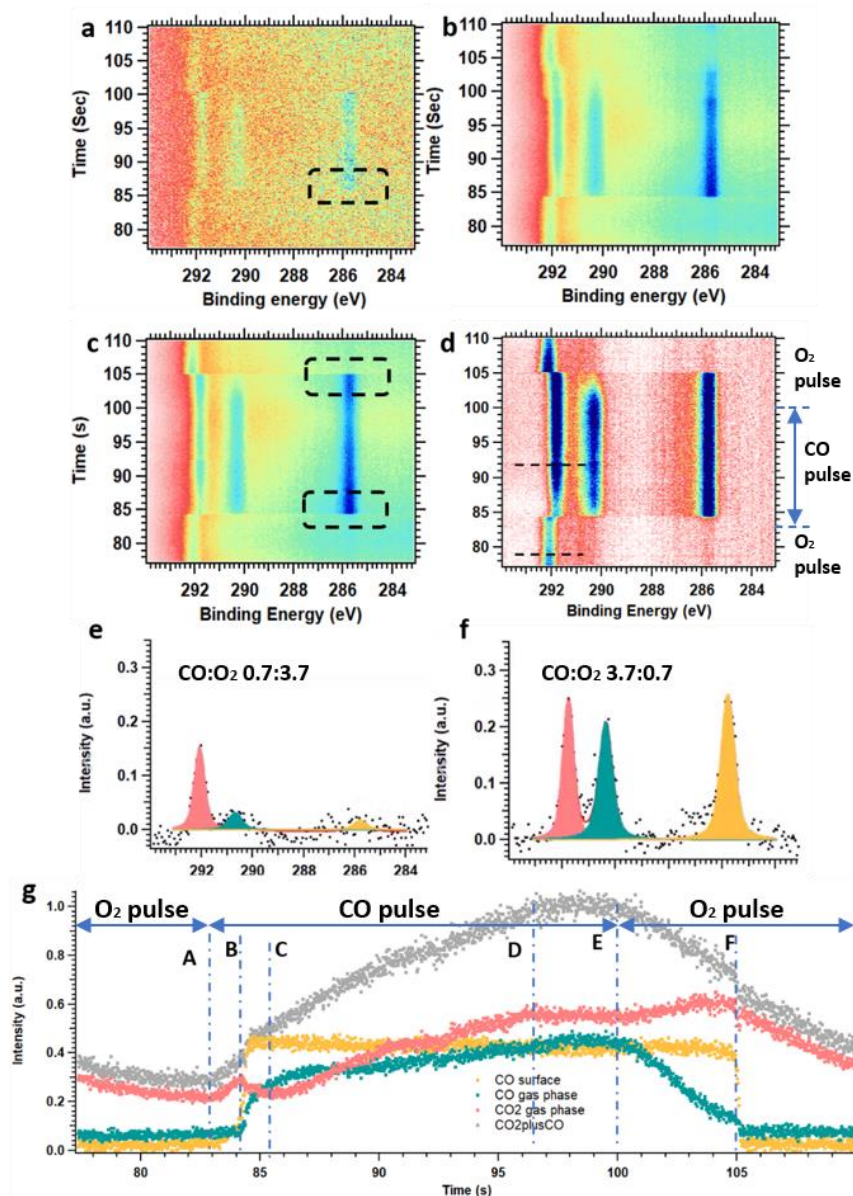 a
110
105
100
95
90
85
80
Time (Sec)
292 290 288 286 284
Binding energy (eV)
b
110
105
100
95
90
85
80
Time (Sec)
292 290 288 286 284
Binding energy (eV)
c
110
105
100
95
90
85
80
Time (s)
292 290 288 286 284
Binding Energy (eV)
d
110
105
100
95
90
85
80
292 290 288 286 284
Binding Energy (eV)
O₂
pulse
CO
pulse
O₂
pulse
e
CO:O₂ 0.7:3.7
0.3
0.2
0.1
0.0
Intensity (a.u.)
292 290 288 286 284
f
CO:O₂ 3.7:0.7
0.3
0.2
0.1
0.0
Intensity (a.u.)
g
O₂ pulse CO pulse O₂ pulse
A B C D E F
1.0
0.8
0.6
0.4
0.2
0.0
Intensity (a.u.)
CO surface
CO gas phase
CO2 gas phase
CO2plusCO
80 85 90 95 100 105
Time (s)